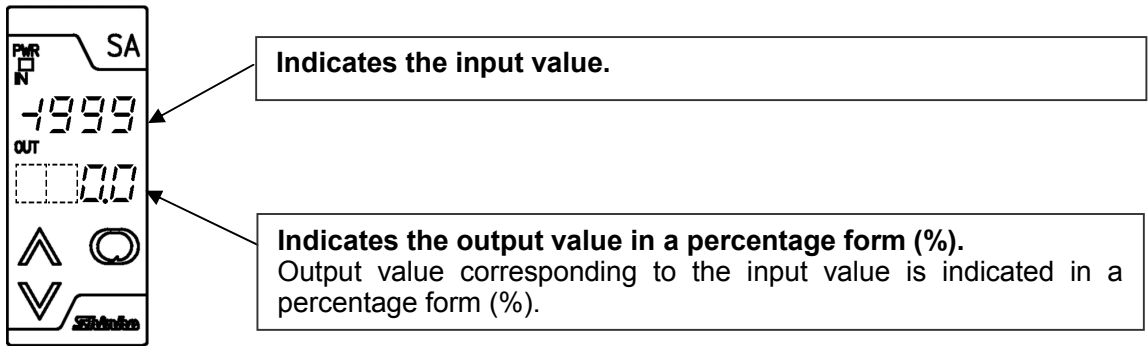 SA
PWR
IN
-1999
OUT
0.0
Shinko
Indicates the input value.
Indicates the output value in a percentage form (%).
Output value corresponding to the input value is indicated in a
percentage form (%).